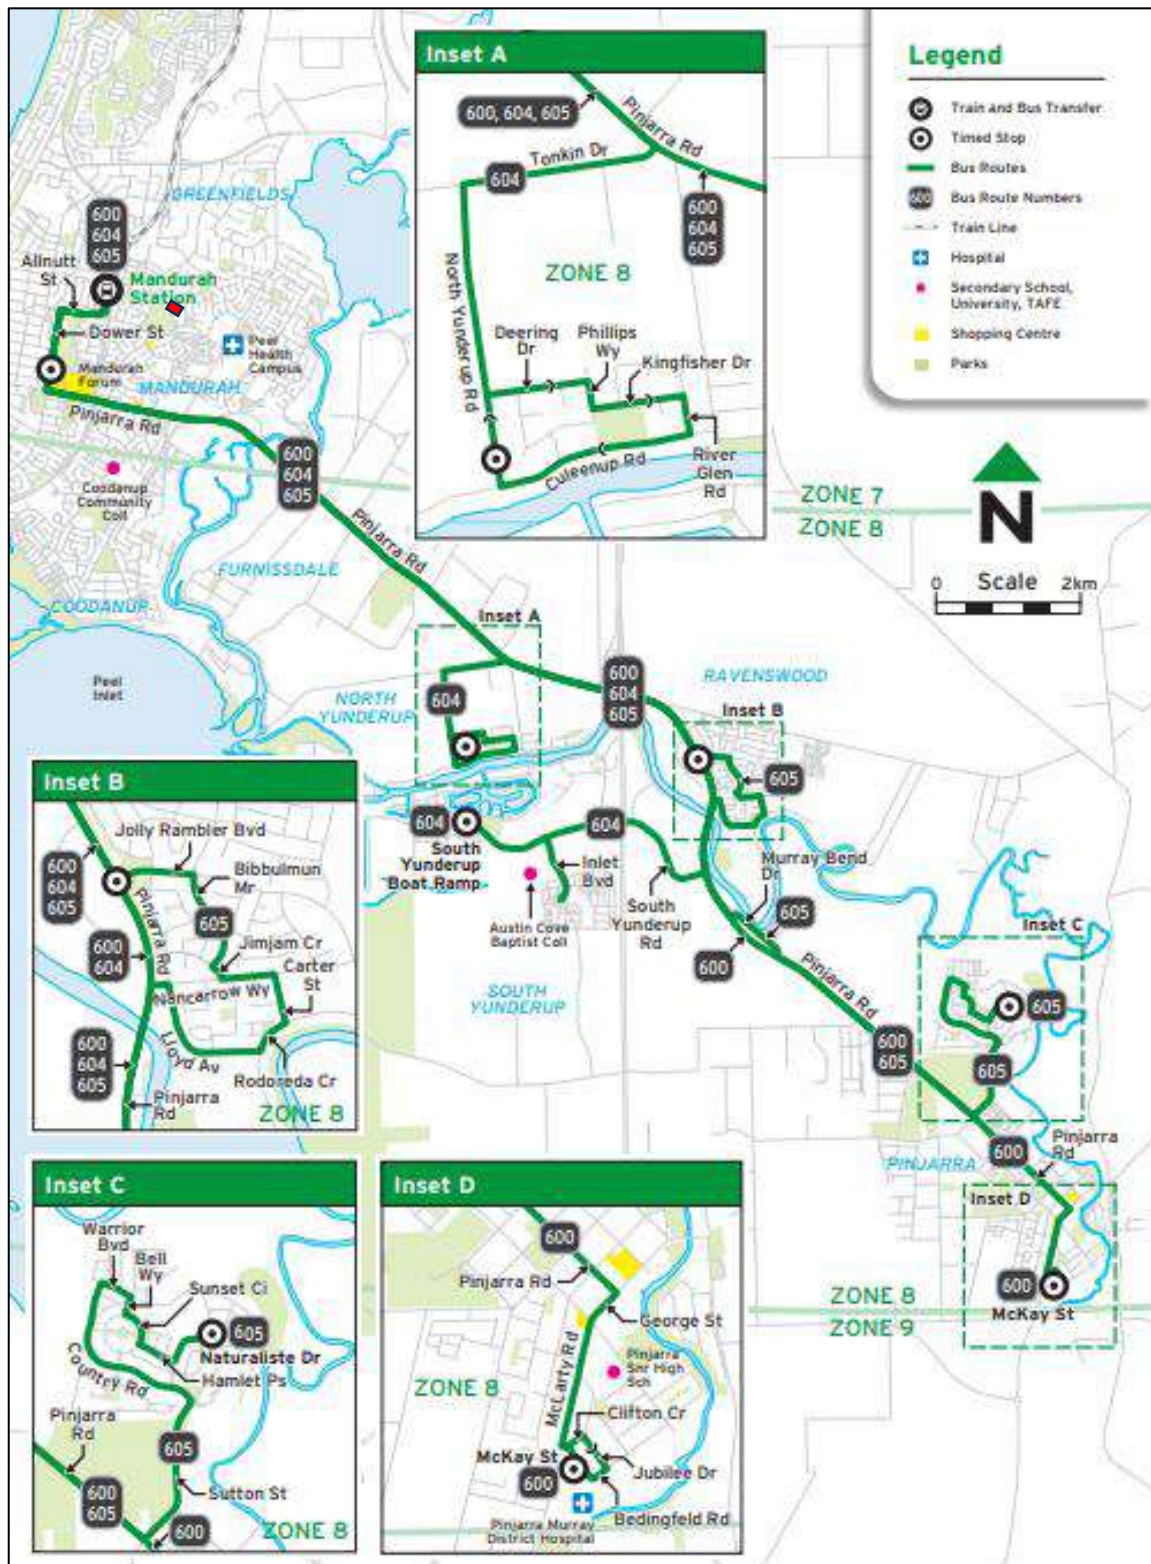 Inset A
600, 604, 605
Pinjarra Rd
Tonkin Dr
604
600
604
605
ZONE 8
North Yunderup Rd
Deering
Dr
Phillips
Wy
Kingfisher Dr
Culeenup Rd
River
Glen
Rd
Legend
Train and Bus Transfer
Timed Stop
Bus Routes
600
Bus Route Numbers
Train Line
Hospital
Secondary School,
University, TAFE
Shopping Centre
Parks
GREENFIELDS
600
604
605
Allnutt
St
Mandurah
Station
Dower St
Mandurah
Forum
MANDURAH
Peel
Health
Campus
Pinjarra Rd
Coodanup
Community
Coll
600
604
605
Pinjarra Rd
FURNISSDALE
COODANUP
Peel
Inlet
ZONE 7
ZONE 8
N
0 Scale 2km
Inset A
NORTH
YUNDERUP
604
600
604
605
RAVENSWOOD
Inset B
605
604
South
Yunderup
Boat Ramp
604
Inlet
Blvd
Austin Cove
Baptist Coll
South
Yunderup
Rd
Murray Bend
Dr
605
600
Pinjarra Rd
SOUTH
YUNDERUP
Inset C
605
605
600
605
600
Pinjarra
Rd
PINJARRA
Inset D
600
McKay St
ZONE 8
ZONE 9
Inset B
Jolly Rambler Bvd
600
604
605
Bibbulmun
Mr
Pinjarra Rd
605
600
604
Jimjam Cr
Carter
St
Nancarrow Wy
600
604
605
Lloyd Av
Rodoreda Cr
Pinjarra
Rd
ZONE 8
Inset C
Warrior
Bvd
Bell
Wy
Sunset Ci
605
Naturaliste Dr
Hamlet Ps
Country Rd
Pinjarra
Rd
605
600
605
Sutton St
600
ZONE 8
Inset D
600
Pinjarra Rd
George St
McLarty Rd
Pinjarra
Snr High
Sch
ZONE 8
Clifton Cr
McKay St
600
Jubilee Dr
Bedingfeld Rd
Pinjarra Murray
District Hospital